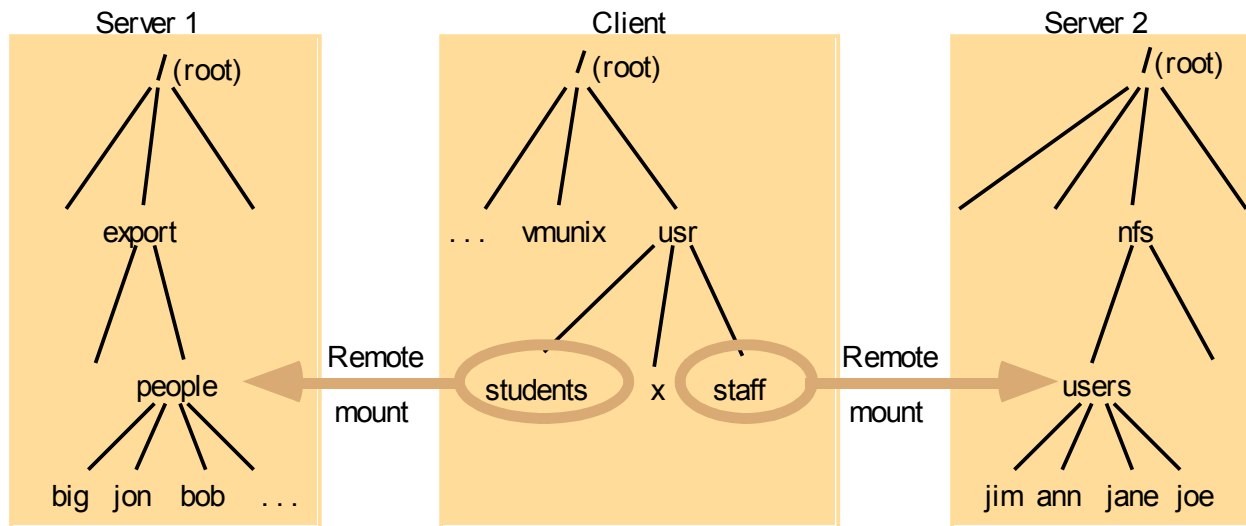 Server 1
Client
Server 2
/ (root)
/ (root)
/ (root)
export
. . .
vmunix
usr
nfs
Remote
mount
Remote
mount
people
students
x
staff
users
big
jon
bob
. . .
jim
ann
jane
joe